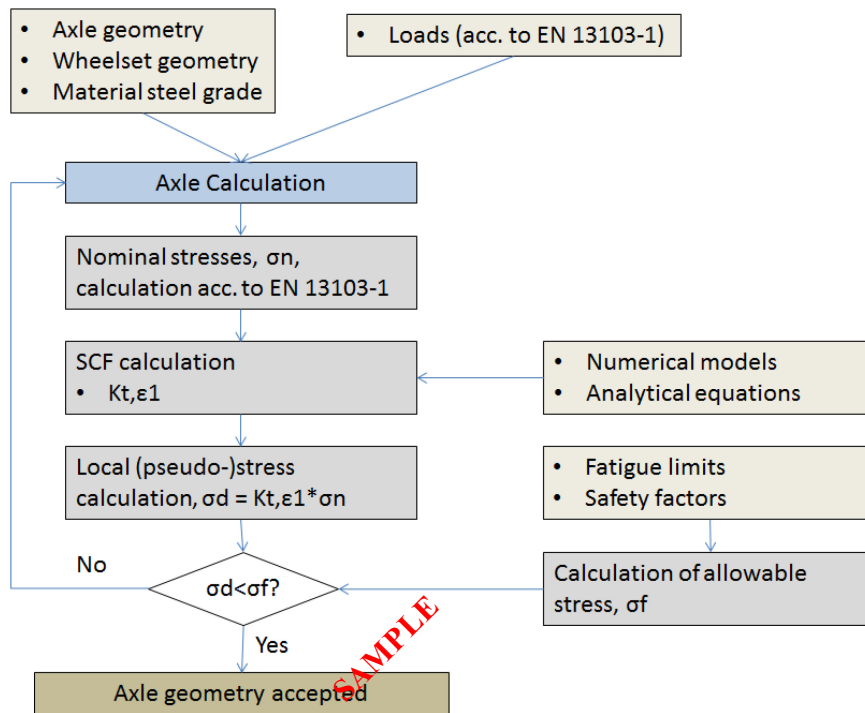 • Axle geometry
• Wheelset geometry
• Material steel grade
• Loads (acc. to EN 13103-1)
Axle Calculation
Nominal stresses, σn,
calculation acc. to EN 13103-1
SCF calculation
• Kt,ε1
• Numerical models
• Analytical equations
Local (pseudo-)stress
calculation, σd = Kt,ε1*σn
• Fatigue limits
• Safety factors
No
σd<σf?
Calculation of allowable
stress, σf
Yes
SAMPLE
Axle geometry accepted